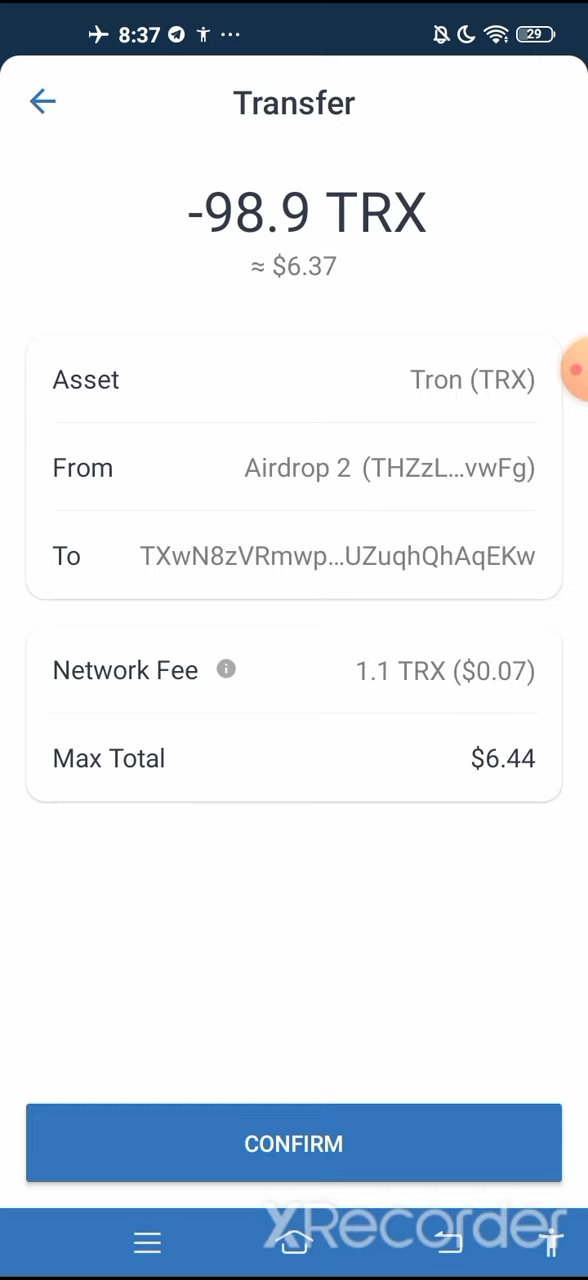 8:37
29
Transfer
-98.9 TRX
≈ $6.37
Asset Tron (TRX)
From Airdrop 2 (THZzL...vwFg)
To TXwN8zVRmwp...UZuqhQhAqEKw
Network Fee 1.1 TRX ($0.07)
Max Total $6.44
CONFIRM
XRecorder